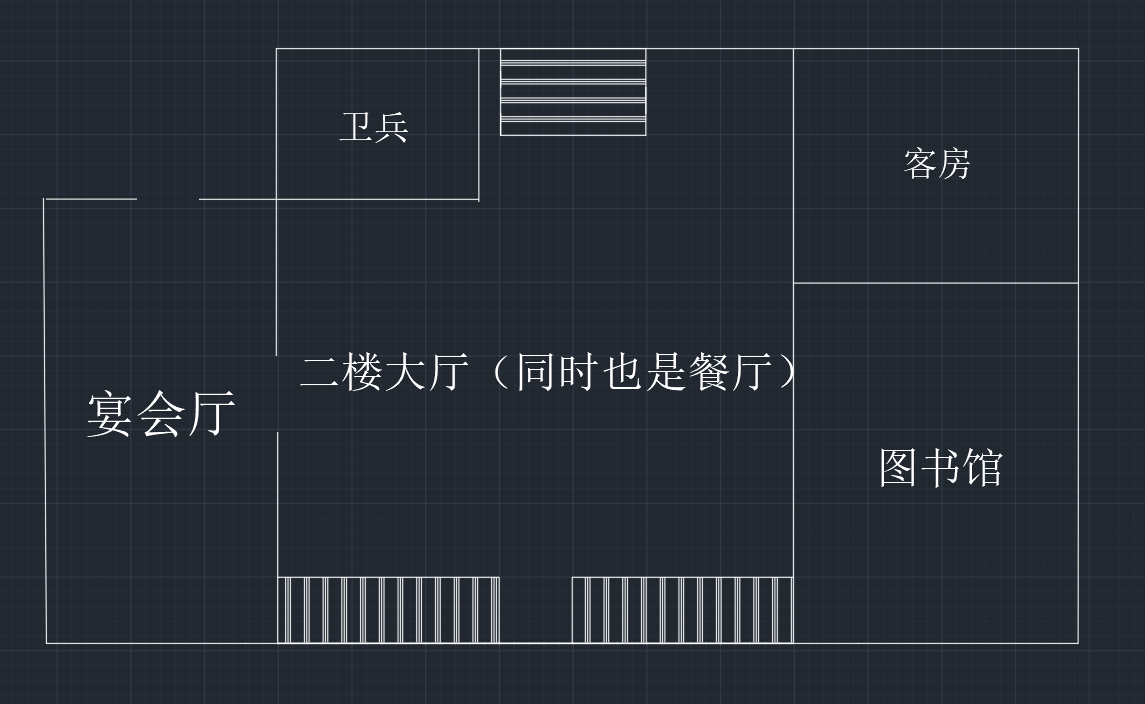 卫兵
客房
二楼大厅（同时也是餐厅）
宴会厅
图书馆